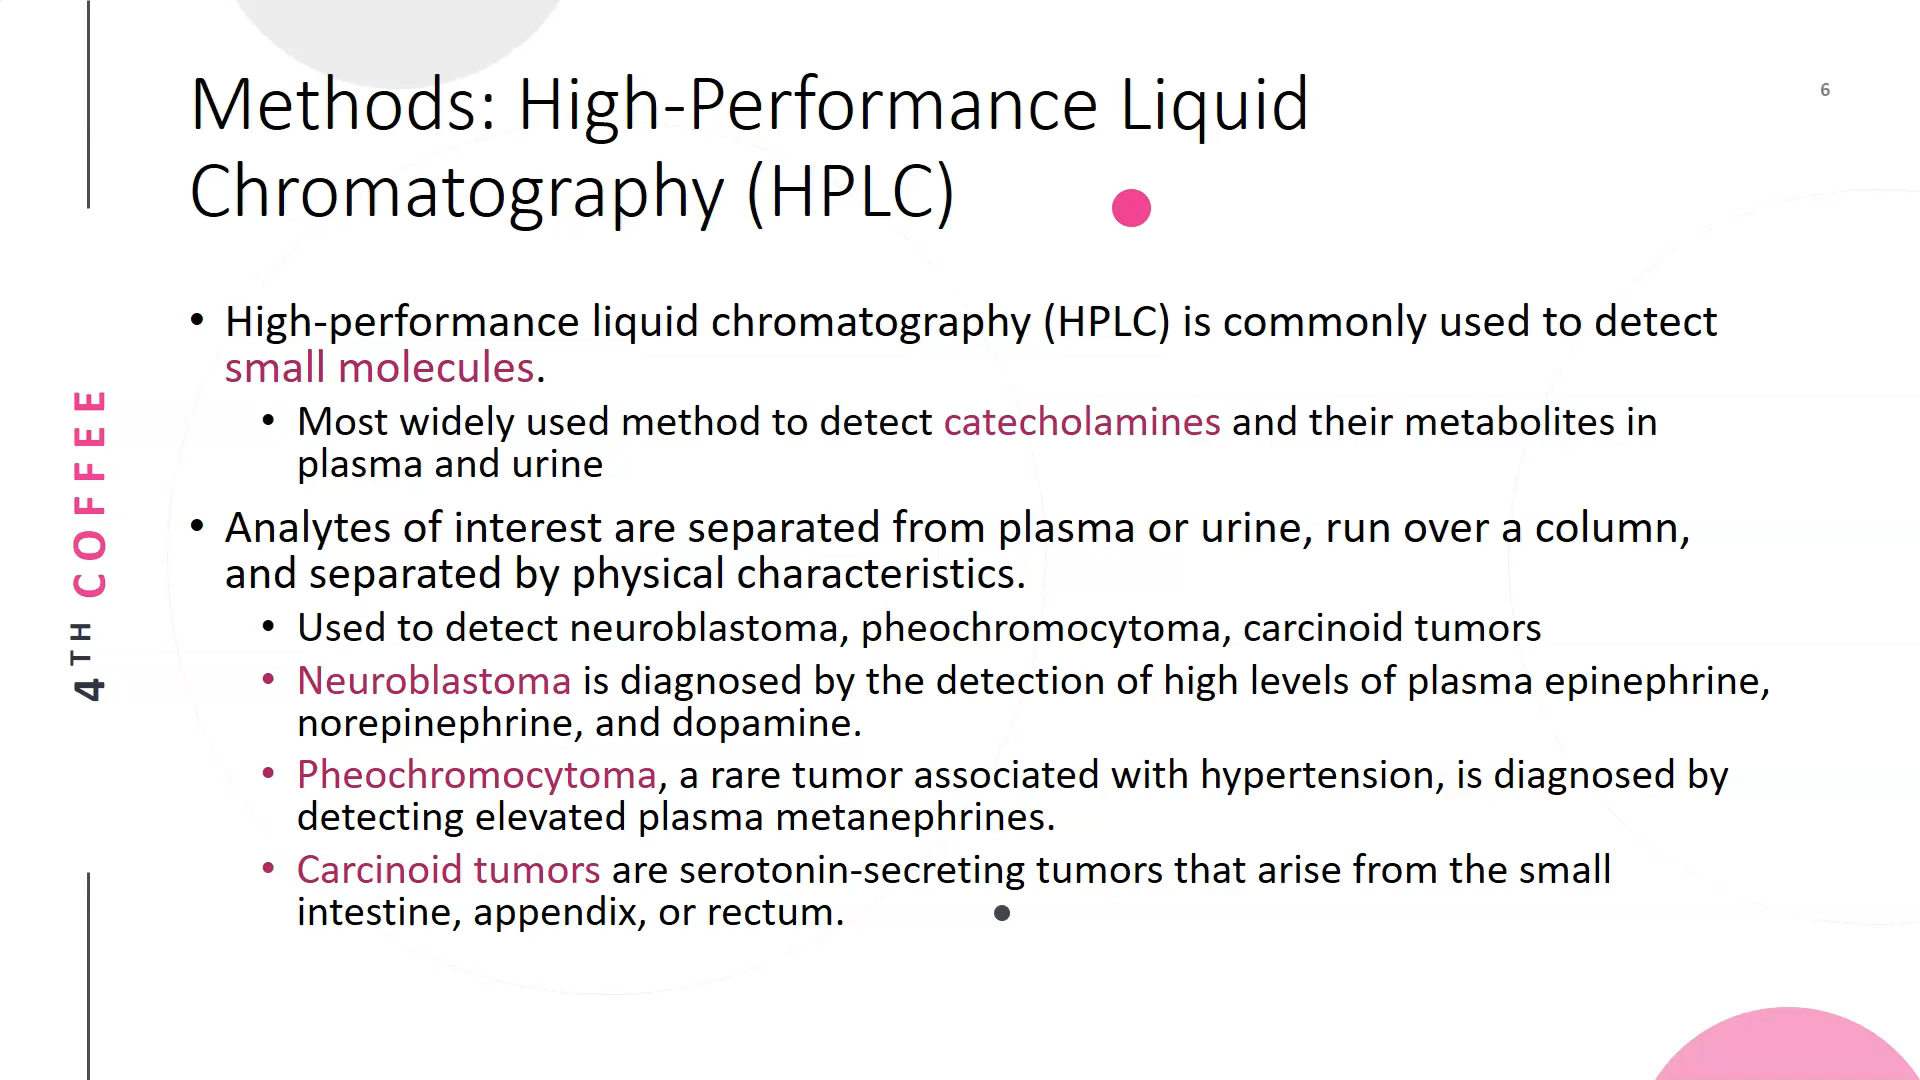 Methods: High-Performance Liquid
Chromatography (HPLC)
6
• High-performance liquid chromatography (HPLC) is commonly used to detect
small molecules.
• Most widely used method to detect catecholamines and their metabolites in
plasma and urine
• Analytes of interest are separated from plasma or urine, run over a column,
and separated by physical characteristics.
• Used to detect neuroblastoma, pheochromocytoma, carcinoid tumors
• Neuroblastoma is diagnosed by the detection of high levels of plasma epinephrine,
norepinephrine, and dopamine.
• Pheochromocytoma, a rare tumor associated with hypertension, is diagnosed by
detecting elevated plasma metanephrines.
• Carcinoid tumors are serotonin-secreting tumors that arise from the small
intestine, appendix, or rectum.
4TH COFFEE